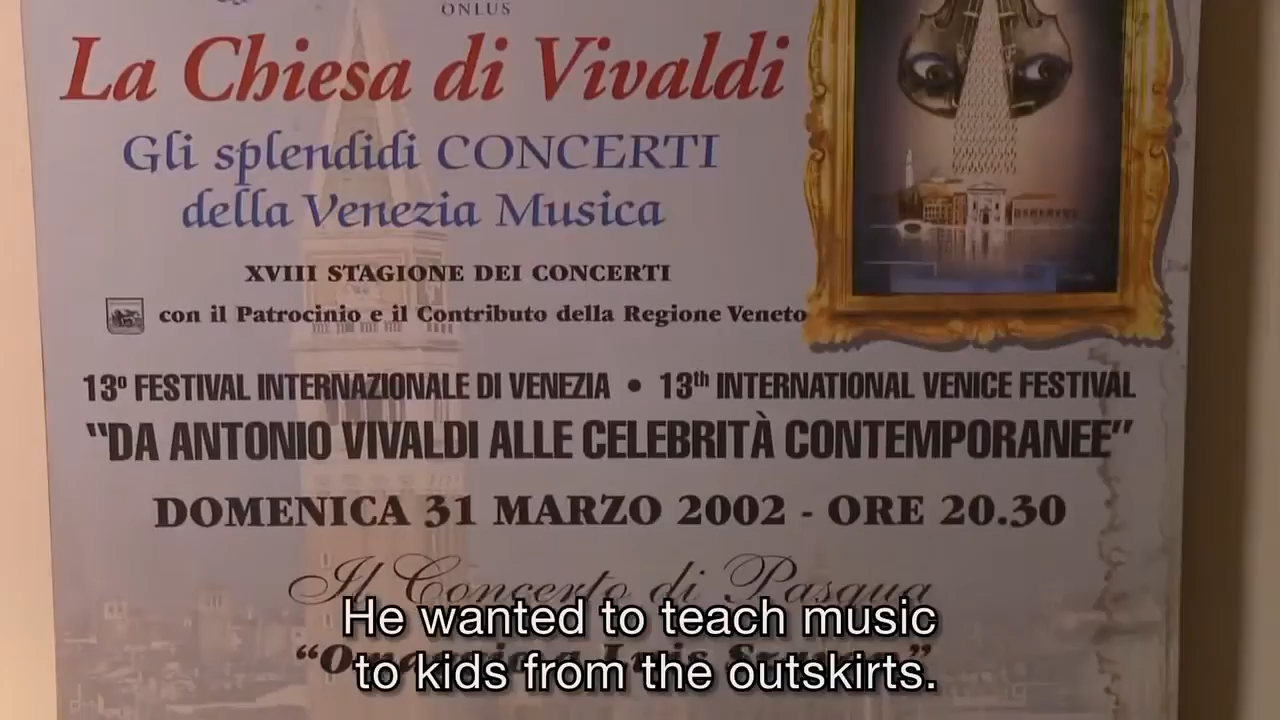 ONLUS
La Chiesa di Vivaldi
Gli splendidi CONCERTI
della Venezia Musica
XVIII STAGIONE DEI CONCERTI
con il Patrocinio e il Contributo della Regione Veneto
13º FESTIVAL INTERNAZIONALE DI VENEZIA • 13th INTERNATIONAL VENICE FESTIVAL
"DA ANTONIO VIVALDI ALLE CELEBRITÀ CONTEMPORANEE"
DOMENICA 31 MARZO 2002 - ORE 20.30
Il Concerto di Pasqua
He wanted to teach music
to kids from the outskirts.